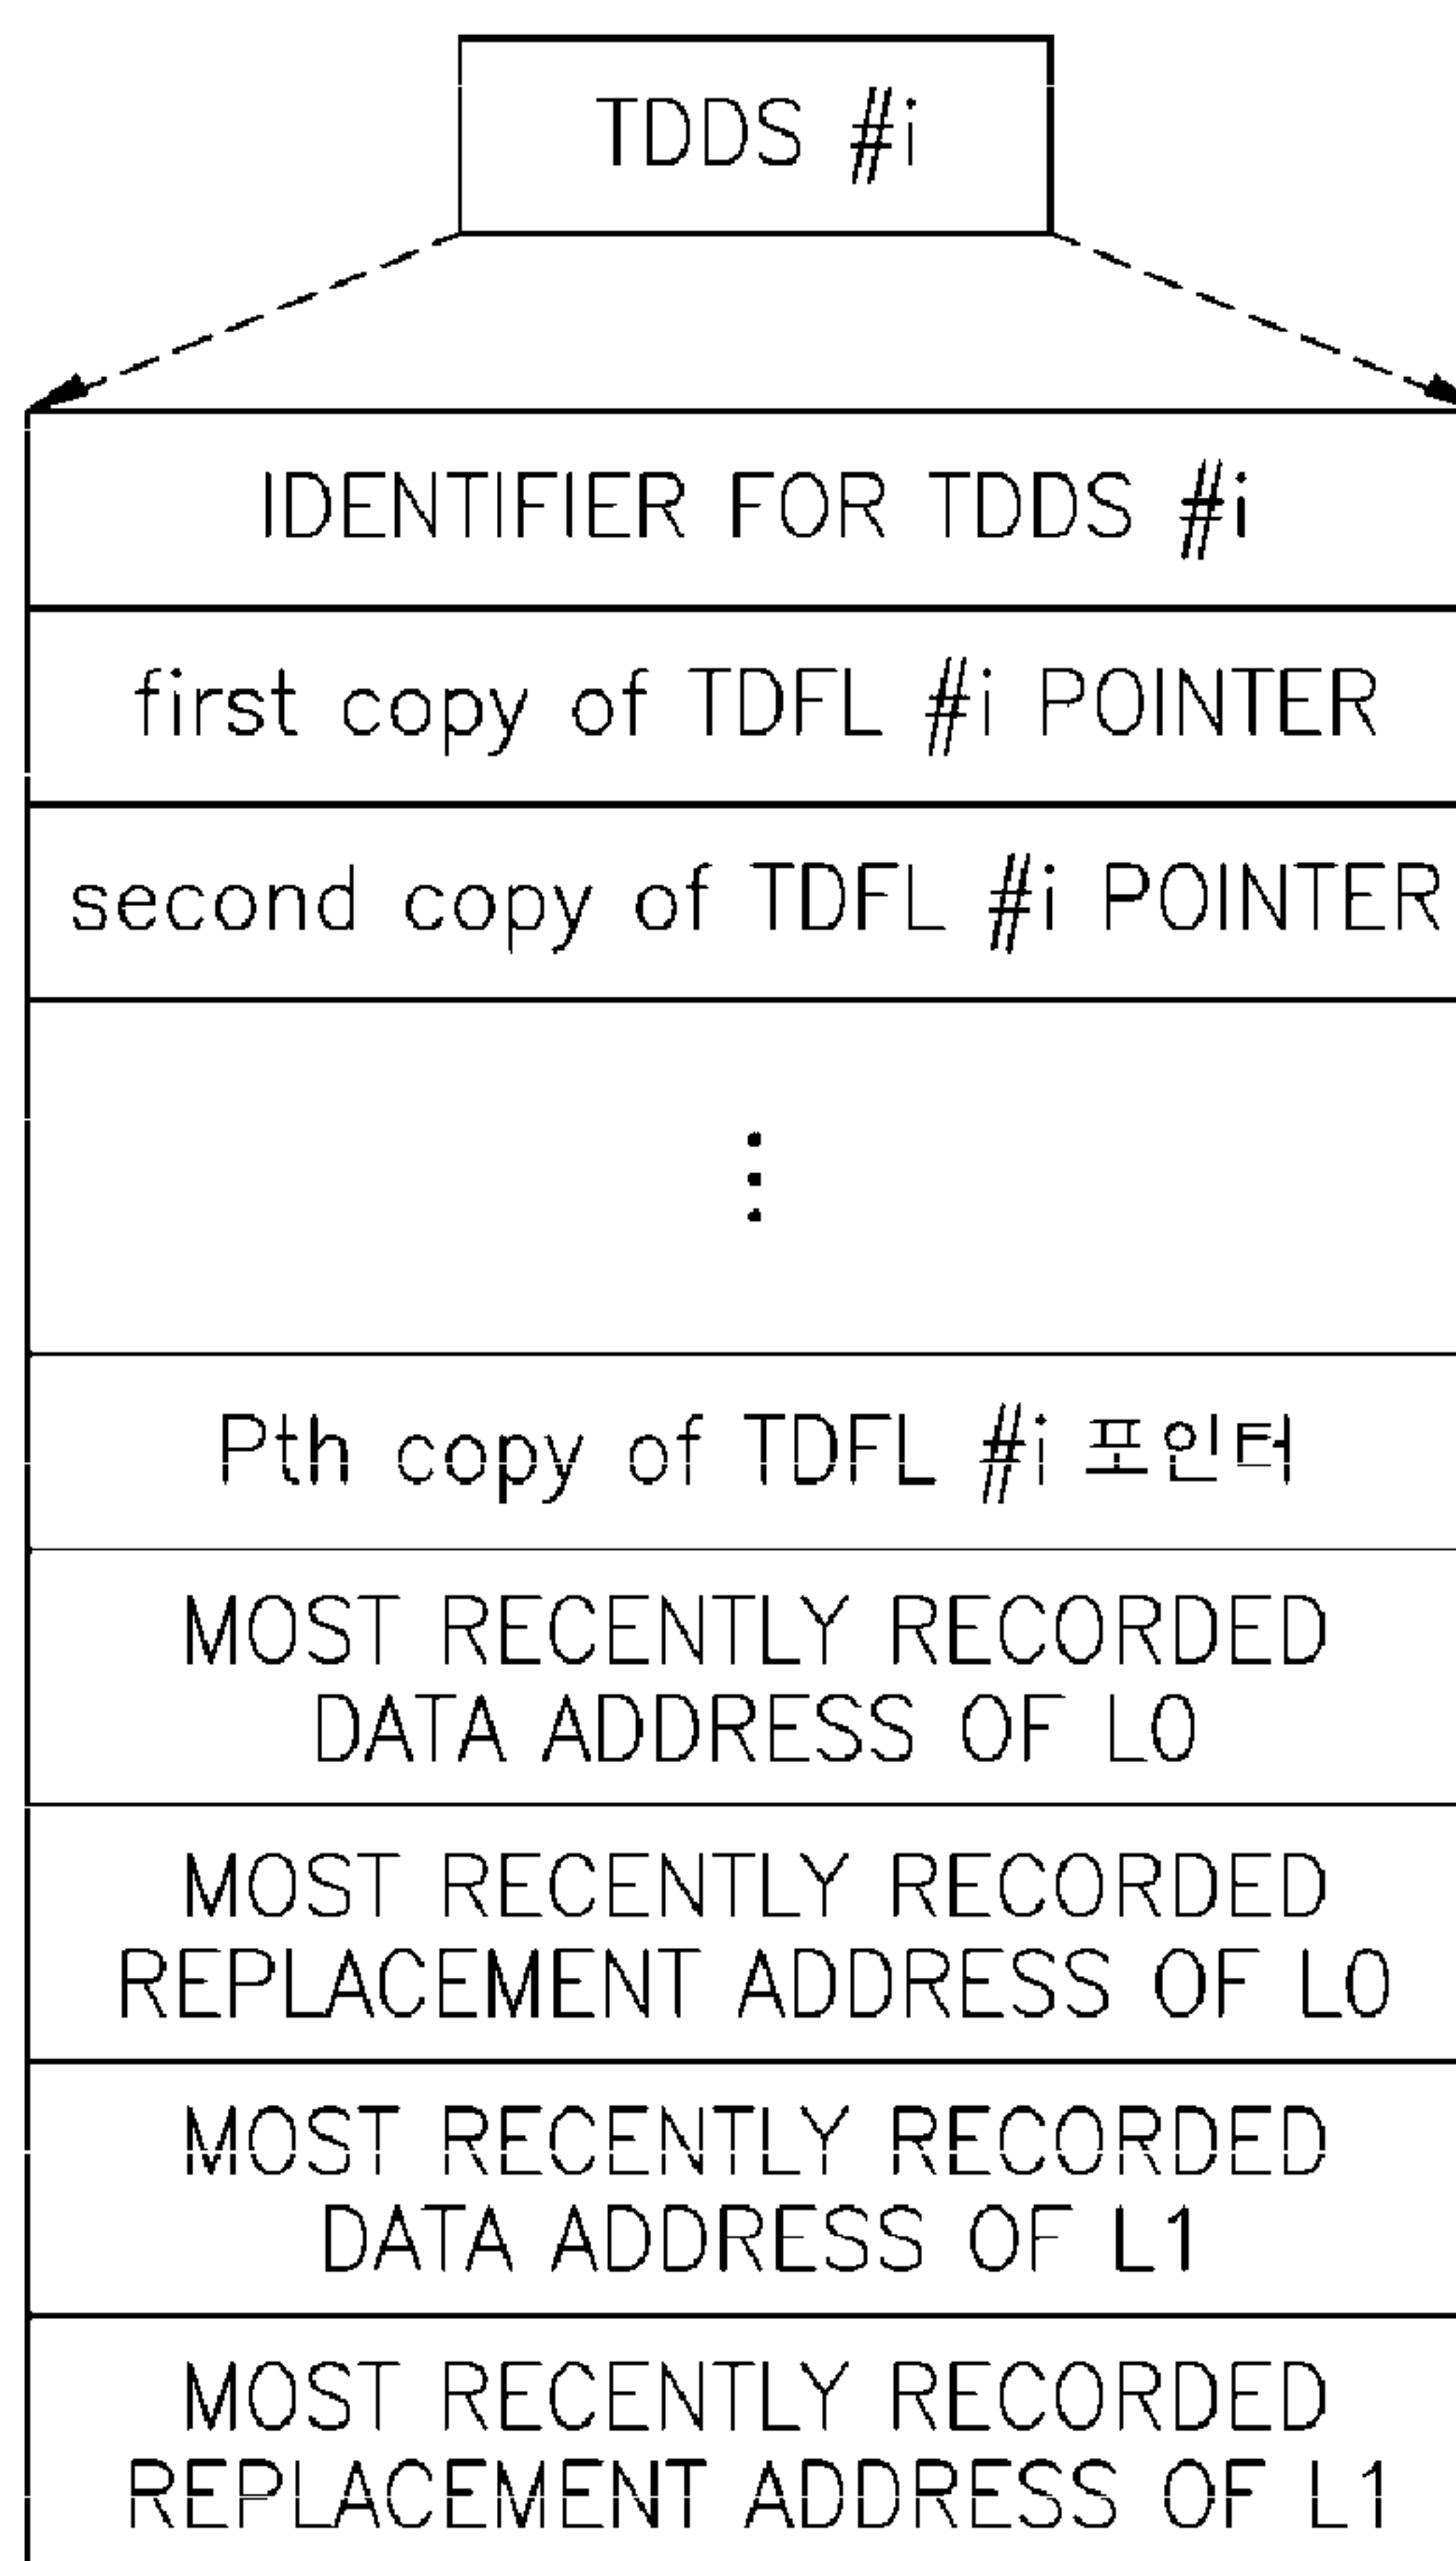 TDDS #i
IDENTIFIER FOR TDDS #i
first copy of TDFL #i POINTER
second copy of TDFL #i POINTER
⋮
Pth copy of TDFL #i 포인터
MOST RECENTLY RECORDED
DATA ADDRESS OF L0
MOST RECENTLY RECORDED
REPLACEMENT ADDRESS OF L0
MOST RECENTLY RECORDED
DATA ADDRESS OF L1
MOST RECENTLY RECORDED
REPLACEMENT ADDRESS OF L1